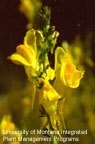 University of Montana Integrated
Plant Management Programs